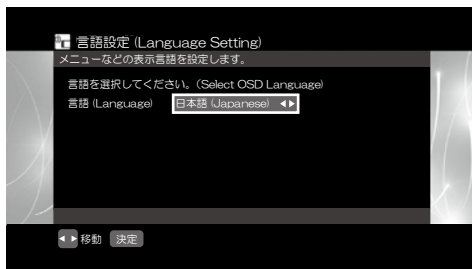 言語設定 (Language Setting)
メニューなどの表示言語を設定します。
言語を選択してください。(Select OSD Language)
言語 (Language) 日本語 (Japanese) ◀▶
◀▶ 移動 決定